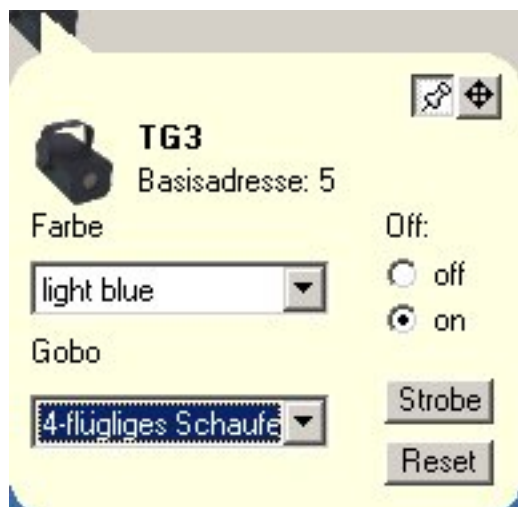 TG3
Basisadresse: 5
Farbe
light blue
Gobo
4-flügliges Schaufe
Off:
off
on
Strobe
Reset